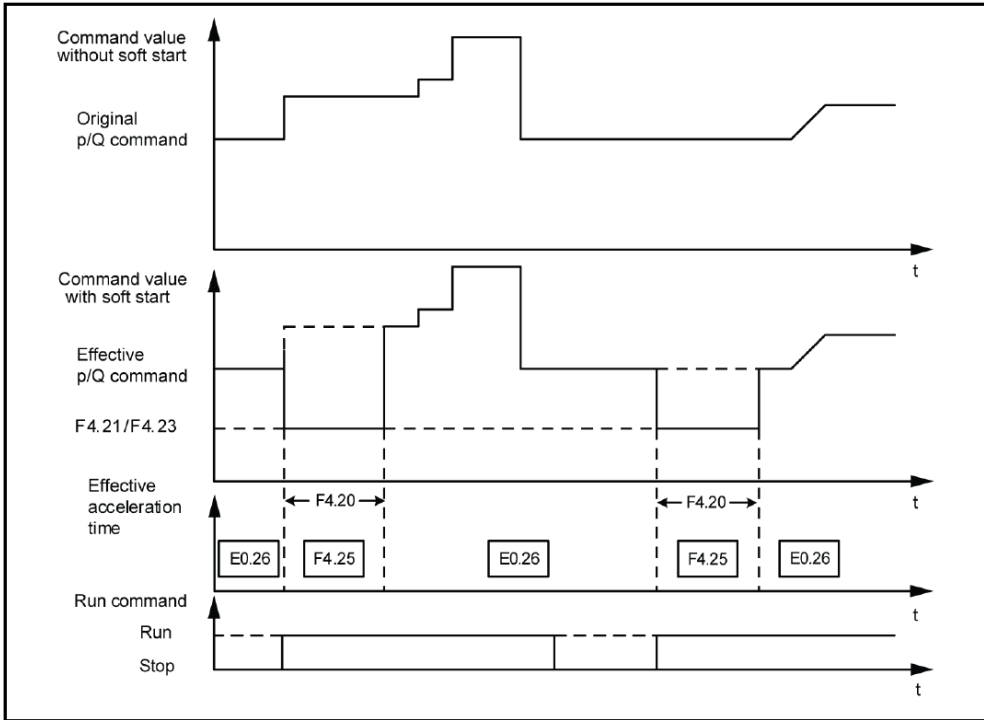 Command value
without soft start
Original
p/Q command
t
Command value
with soft start
Effective
p/Q command
F4.21/F4.23
t
Effective
acceleration
time
F4.20
F4.20
E0.26
F4.25
E0.26
F4.25
E0.26
t
Run command
Run
Stop
t